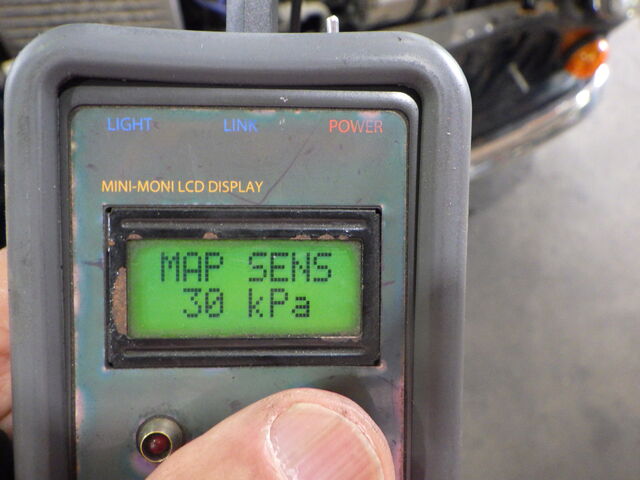 LIGHT LINK POWER
MINI-MONI LCD DISPLAY
MAP SENS
30 kPa